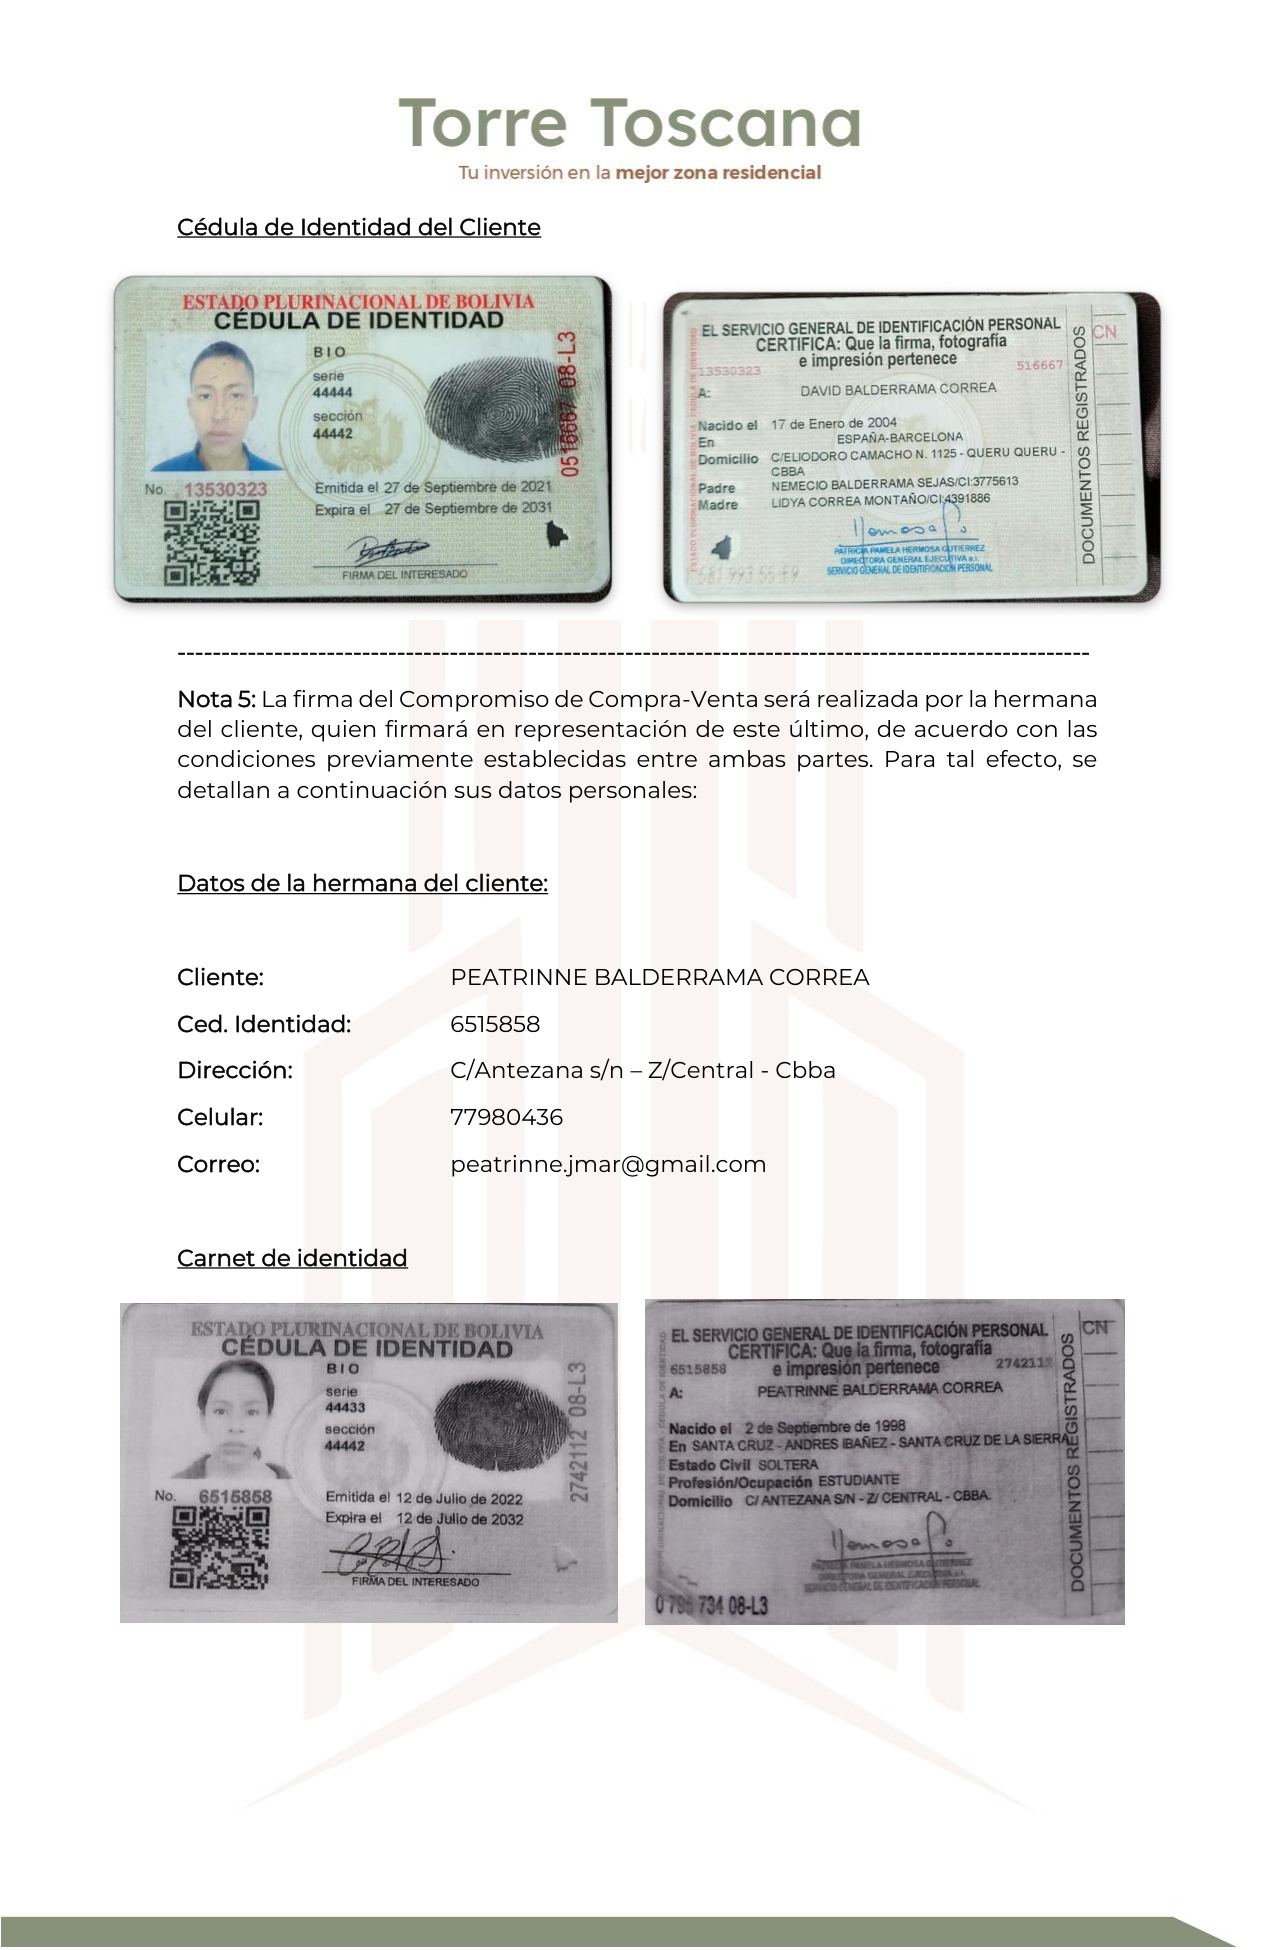 Torre Toscana
Tu inversión en la mejor zona residencial
Cédula de Identidad del Cliente
ESTADO PLURINACIONAL DE BOLIVIA
CÉDULA DE IDENTIDAD
BIO
serie
44444
sección
44442
No. 13530323
Emitida el 27 de Septiembre de 2021
Expira el 27 de Septiembre de 2031
FIRMA DEL INTERESADO
0516667 08-L3
EL SERVICIO GENERAL DE IDENTIFICACIÓN PERSONAL
CERTIFICA: Que la firma, fotografía
e impresión pertenece
13530323 516667
A: DAVID BALDERRAMA CORREA
Nacido el 17 de Enero de 2004
En ESPAÑA-BARCELONA
Domicilio C/ELIODORO CAMACHO N. 1125 - QUERU QUERU -
CBBA
Padre NEMECIO BALDERRAMA SEJAS/CI:3775613
Madre LIDYA CORREA MONTAÑO/CI:4391886
PATRICIA PAMELA HERMOSA GUTIERREZ
DIRECTORA GENERAL EJECUTIVA a.i.
SERVICIO GENERAL DE IDENTIFICACIÓN PERSONAL
DOCUMENTOS REGISTRADOS
CN
Nota 5: La firma del Compromiso de Compra-Venta será realizada por la hermana
del cliente, quien firmará en representación de este último, de acuerdo con las
condiciones previamente establecidas entre ambas partes. Para tal efecto, se
detallan a continuación sus datos personales:
Datos de la hermana del cliente:
Cliente: PEATRINNE BALDERRAMA CORREA
Ced. Identidad: 6515858
Dirección: C/Antezana s/n – Z/Central - Cbba
Celular: 77980436
Correo: peatrinne.jmar@gmail.com
Carnet de identidad
ESTADO PLURINACIONAL DE BOLIVIA
CÉDULA DE IDENTIDAD
BIO
serie
44433
sección
44442
No. 6515858
Emitida el 12 de Julio de 2022
Expira el 12 de Julio de 2032
FIRMA DEL INTERESADO
2742112 08-L3
EL SERVICIO GENERAL DE IDENTIFICACIÓN PERSONAL
CERTIFICA: Que la firma, fotografía
e impresión pertenece
6515858 2742112
A: PEATRINNE BALDERRAMA CORREA
Nacido el 2 de Septiembre de 1998
En SANTA CRUZ - ANDRES IBAÑEZ - SANTA CRUZ DE LA SIERRA
Estado Civil SOLTERA
Profesión/Ocupación ESTUDIANTE
Domicilio C/ ANTEZANA S/N - Z/ CENTRAL - CBBA.
734 08-L3
DOCUMENTOS REGISTRADOS
CN